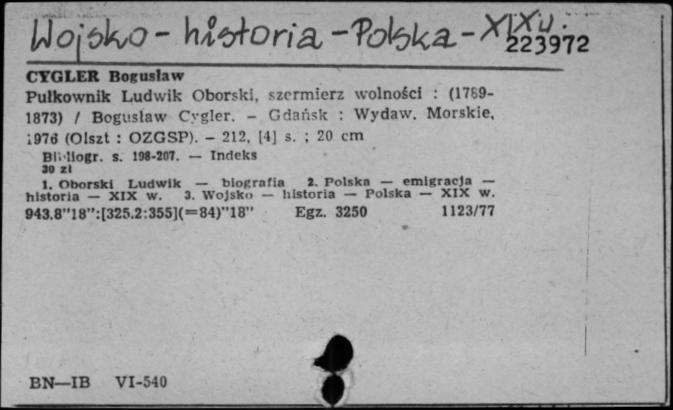 Wojsko - historia - Polska - XIX w.
223972
CYGLER Bogusław
Pułkownik Ludwik Oborski, szermierz wolności : (1789-
1873) / Bogusław Cygler. - Gdańsk : Wydaw. Morskie,
1976 (Olszt : OZGSP). - 212, [4] s. ; 20 cm
Bibliogr. s. 198-207. — Indeks
30 zł
1. Oborski Ludwik — biografia 2. Polska — emigracja —
historia — XIX w. 3. Wojsko — historia — Polska — XIX w.
943.8"18":[325.2:355](=84)"18" Egz. 3250 1123/77
BN—IB VI-540